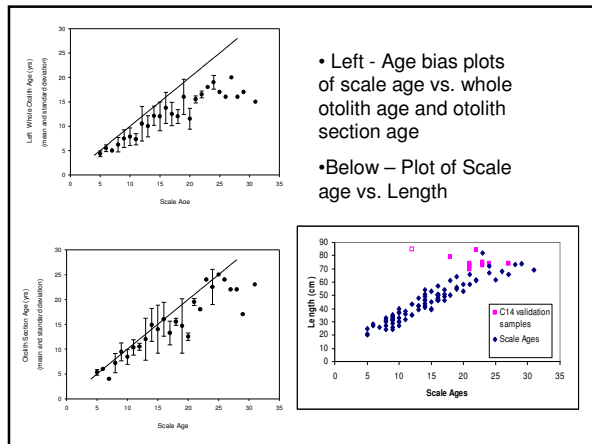 Left  Whole Otolith Age (yrs)
(mean and standard deviation)
30
25
20
15
10
5
0
0 5 10 15 20 25 30 35
Scale Age
• Left - Age bias plots
of scale age vs. whole
otolith age and otolith
section age
•Below – Plot of Scale
age vs. Length
Otolith Section Age (yrs)
(mean and standard deviation)
30
25
20
15
10
5
0
0 5 10 15 20 25 30 35
Scale Age
Length (cm)
90
80
70
60
50
40
30
20
10
0
0 5 10 15 20 25 30 35
Scale Ages
C14 validation
samples
Scale Ages